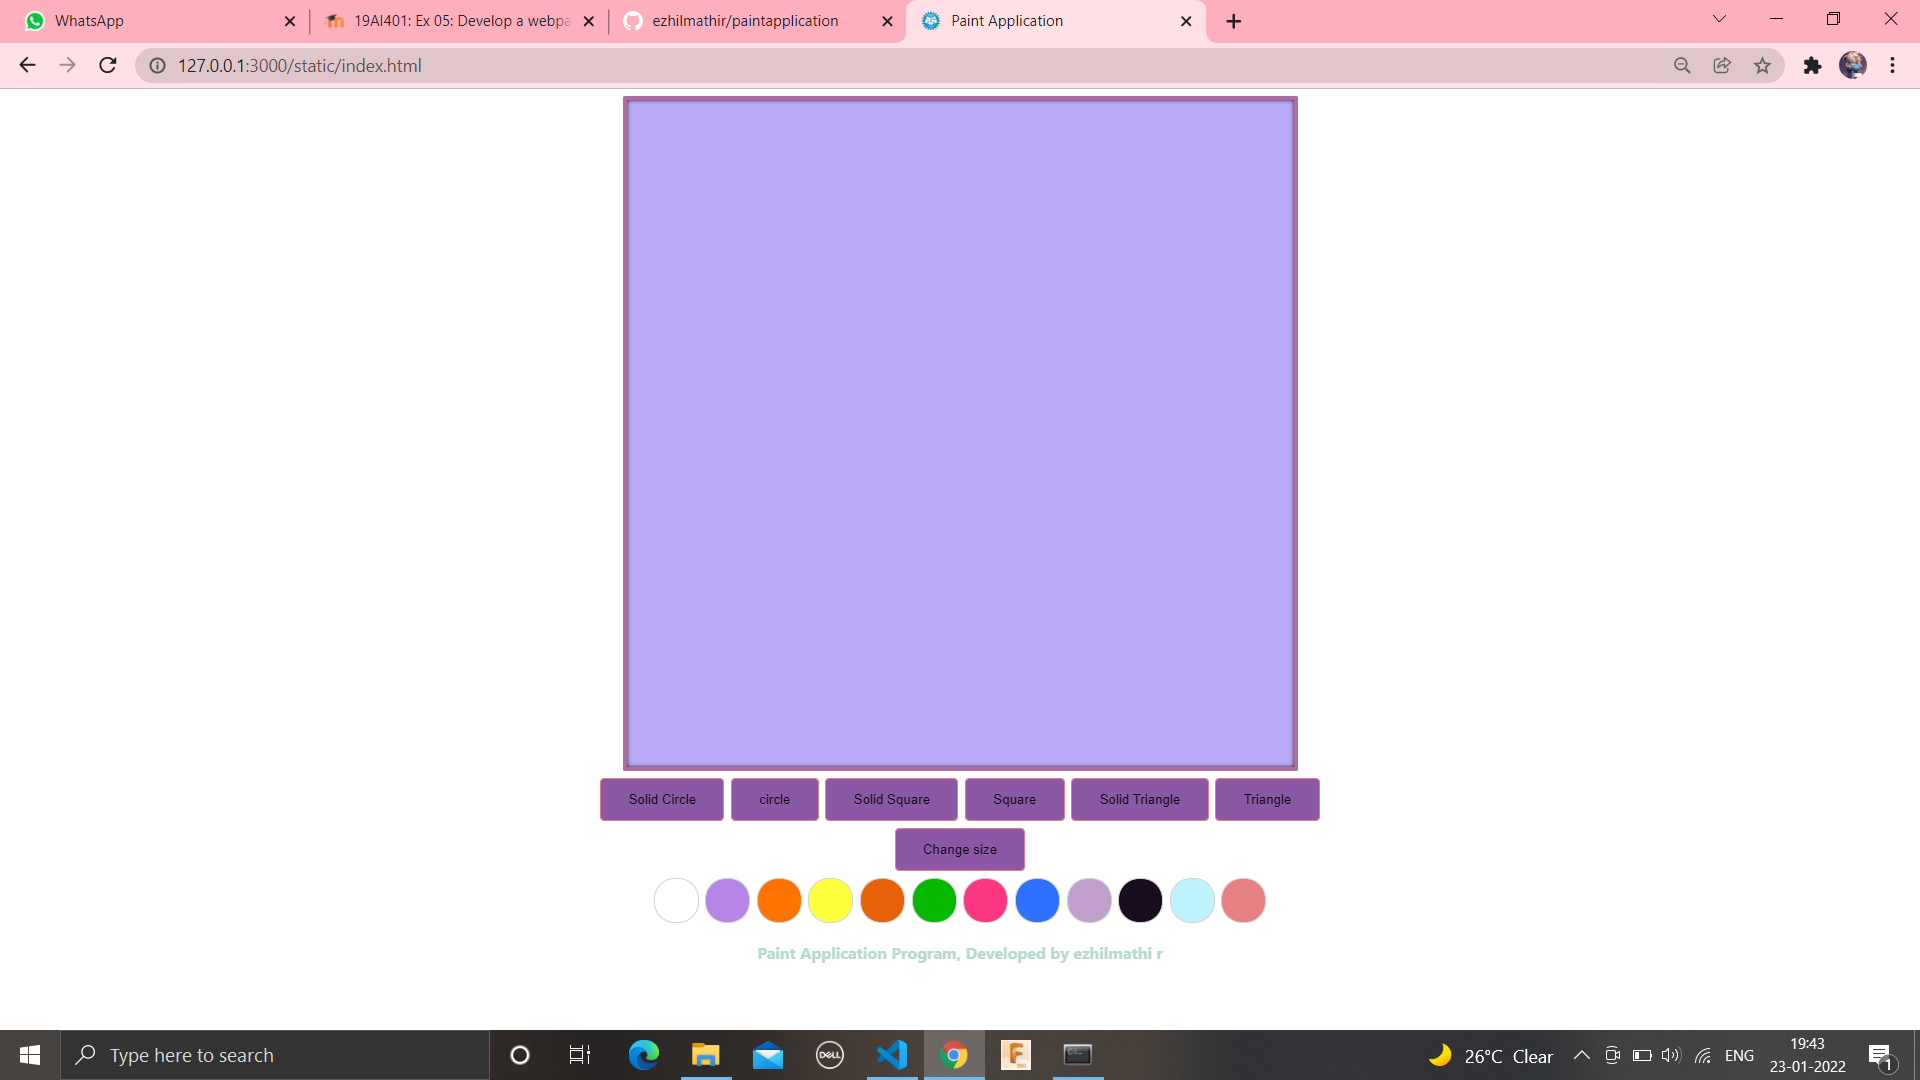 WhatsApp
19AI401: Ex 05: Develop a webpa
ezhilmathir/paintapplication
Paint Application
127.0.0.1:3000/static/index.html
Solid Circle
circle
Solid Square
Square
Solid Triangle
Triangle
Change size
Paint Application Program, Developed by ezhilmathi r
Type here to search
DELL
26°C Clear
ENG
19:43
23-01-2022
1